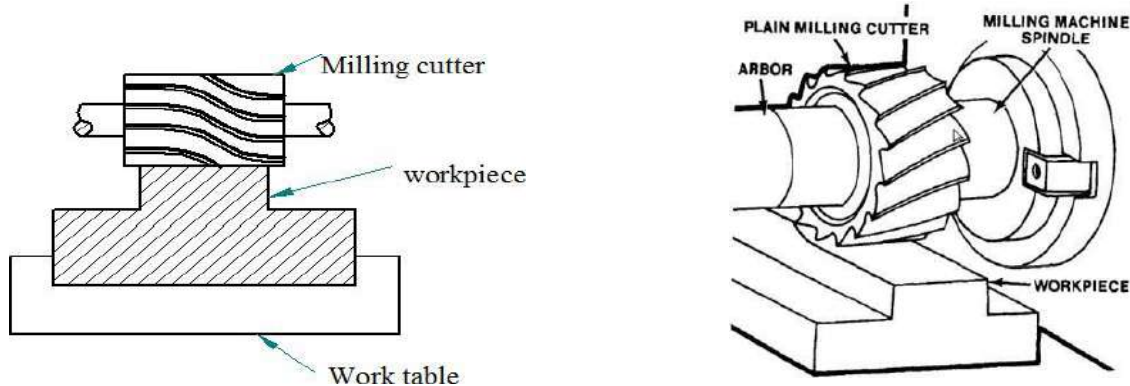 Milling cutter
workpiece
Work table
PLAIN MILLING CUTTER
MILLING MACHINE
SPINDLE
ARBOR
WORKPIECE